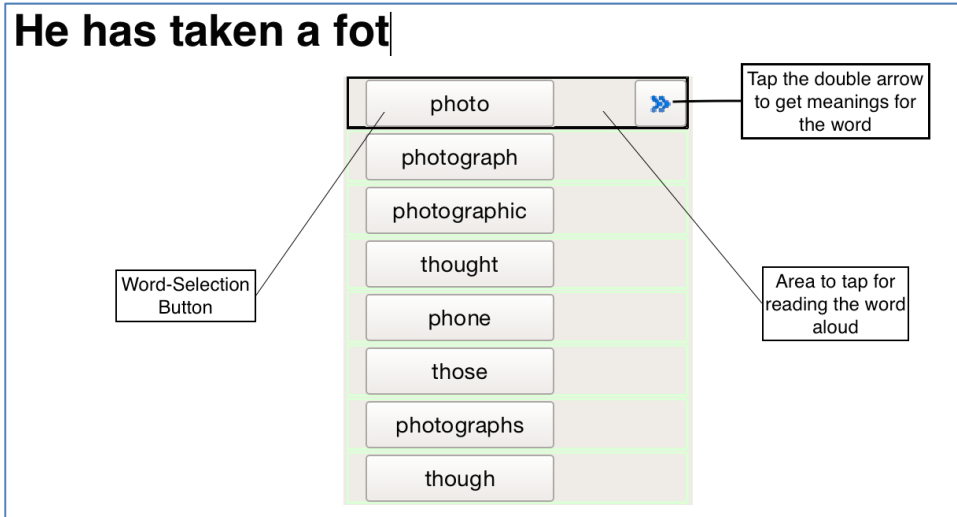 He has taken a fot
photo
Tap the double arrow
to get meanings for
the word
photograph
photographic
thought
Word-Selection
Button
phone
Area to tap for
reading the word
aloud
those
photographs
though